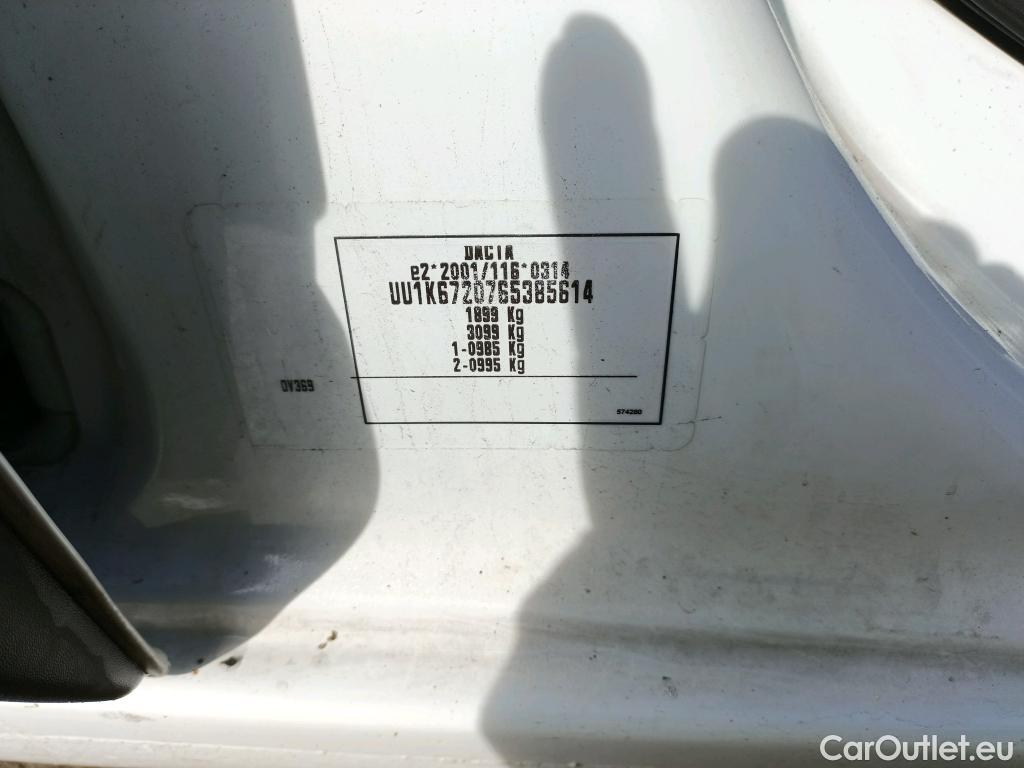 DACIA
e2*2001/116*0314
UU1K6720765385614
1899 Kg
3099 Kg
1-0985 Kg
2-0995 Kg
OV369
574280
CarOutlet.eu